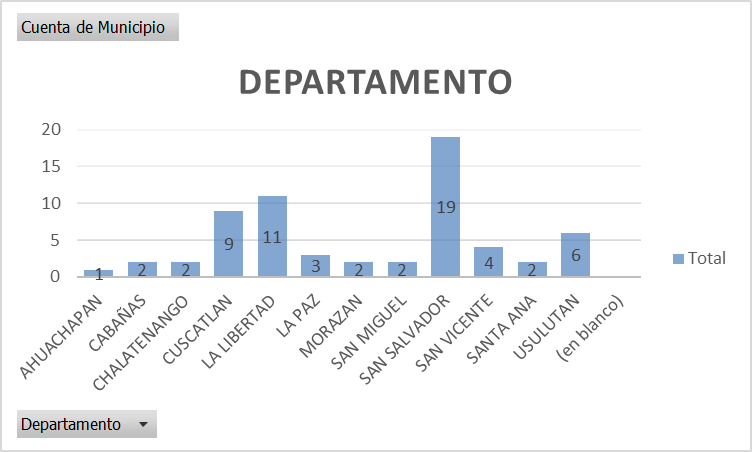 Cuenta de Municipio
DEPARTAMENTO
20
15
10
5
0
1
2
2
9
11
3
2
2
19
4
2
6
Total
AHUACHAPAN
CABAÑAS
CHALATENANGO
CUSCATLAN
LA LIBERTAD
LA PAZ
MORAZAN
SAN MIGUEL
SAN SALVADOR
SAN VICENTE
SANTA ANA
USULUTAN
(en blanco)
Departamento